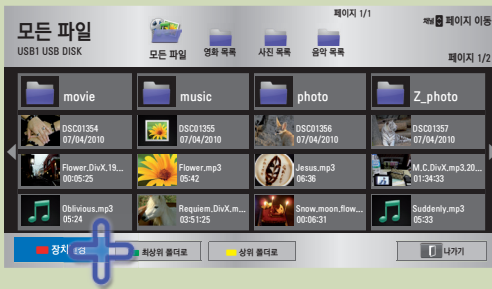 페이지 1/1
모든 파일
채널 페이지 이동
USB1 USB DISK
모든 파일
영화 목록
사진 목록
음악 목록
페이지 1/2
movie
music
photo
Z_photo
DSC01354
07/04/2010
DSC01355
07/04/2010
DSC01356
07/04/2010
DSC01357
07/04/2010
Flower.DivX.19...
00:05:25
Flower.mp3
05:42
Jesus.mp3
06:36
M.C.DivX.mp3.20...
01:34:33
Oblivious.mp3
05:24
Requiem.DivX.m...
03:51:25
Snow.moon.flow...
00:06:31
Suddenly.mp3
05:33
장치
최상위 폴더로
상위 폴더로
나가기